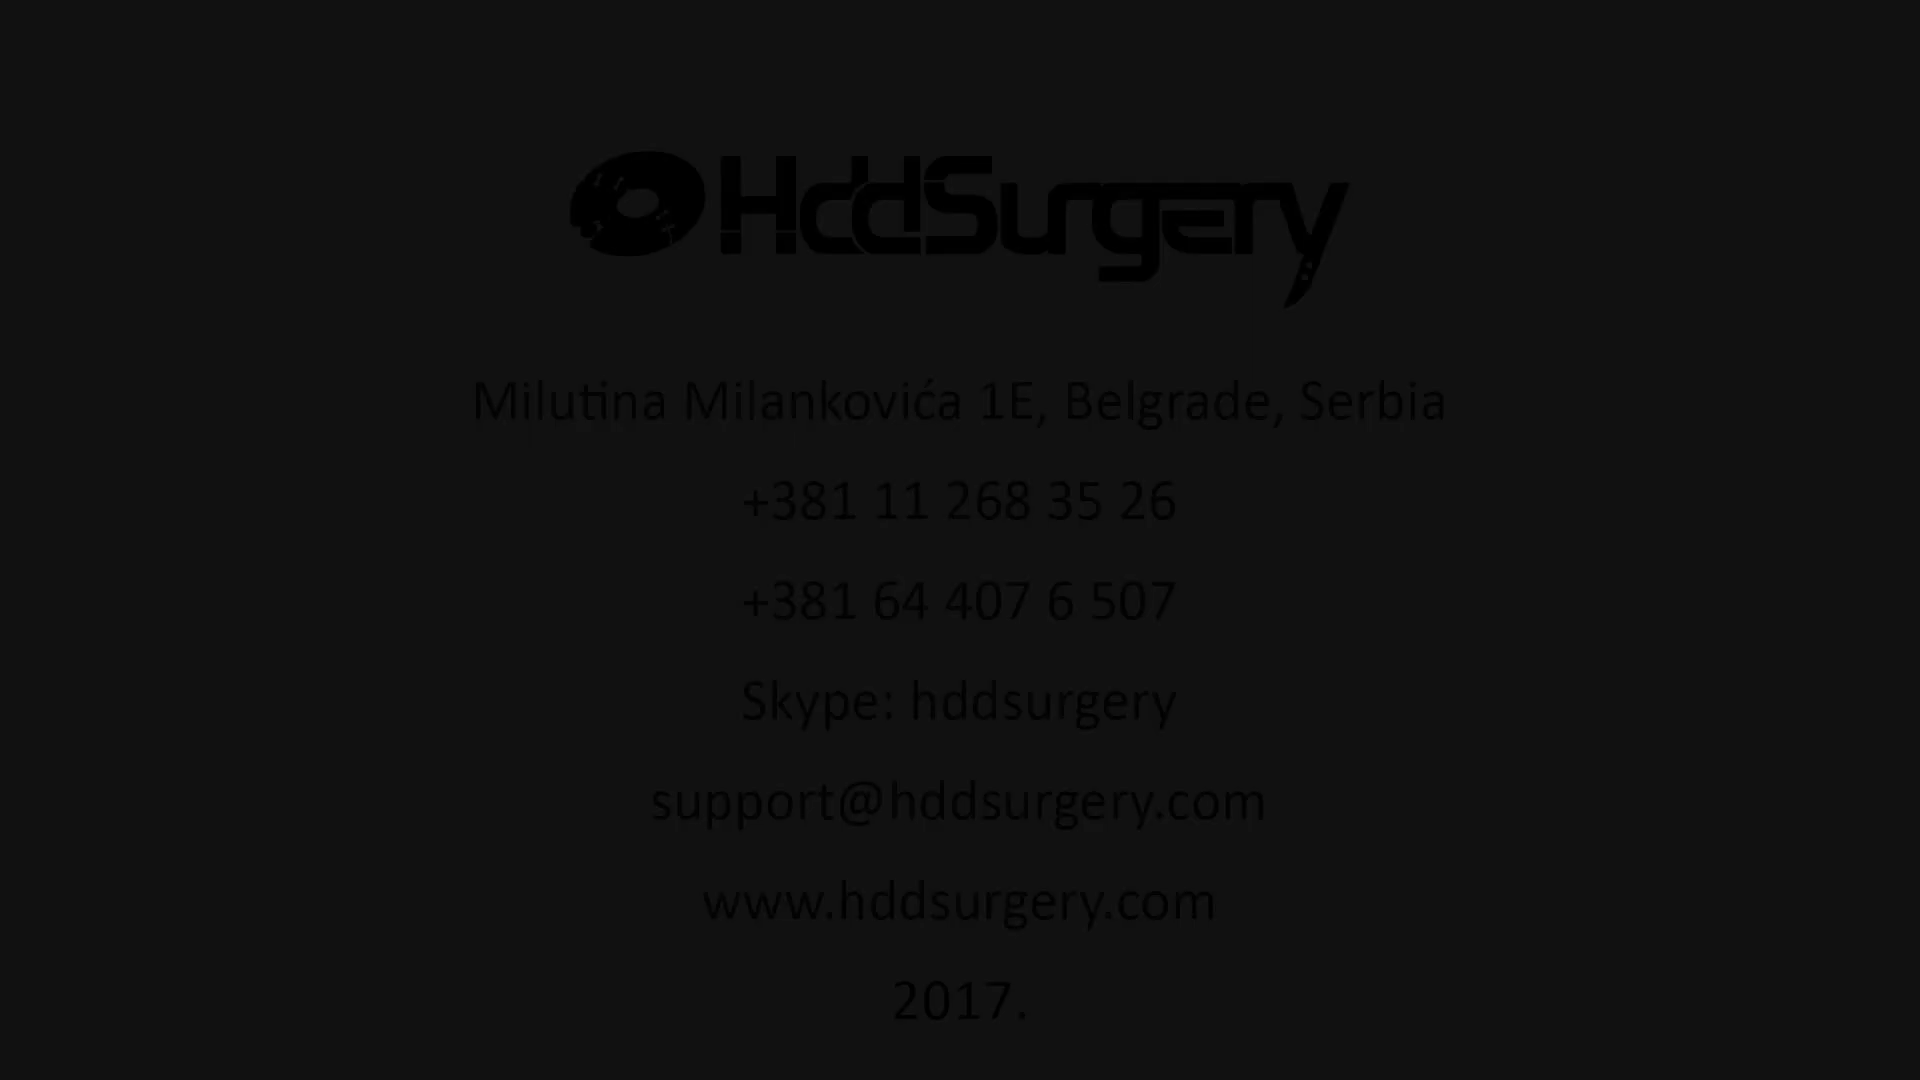 HddSurgery
Milutina Milankovića 1E, Belgrade, Serbia
+381 11 268 35 26
+381 64 407 6 507
Skype: hddsurgery
support@hddsurgery.com
www.hddsurgery.com
2017.